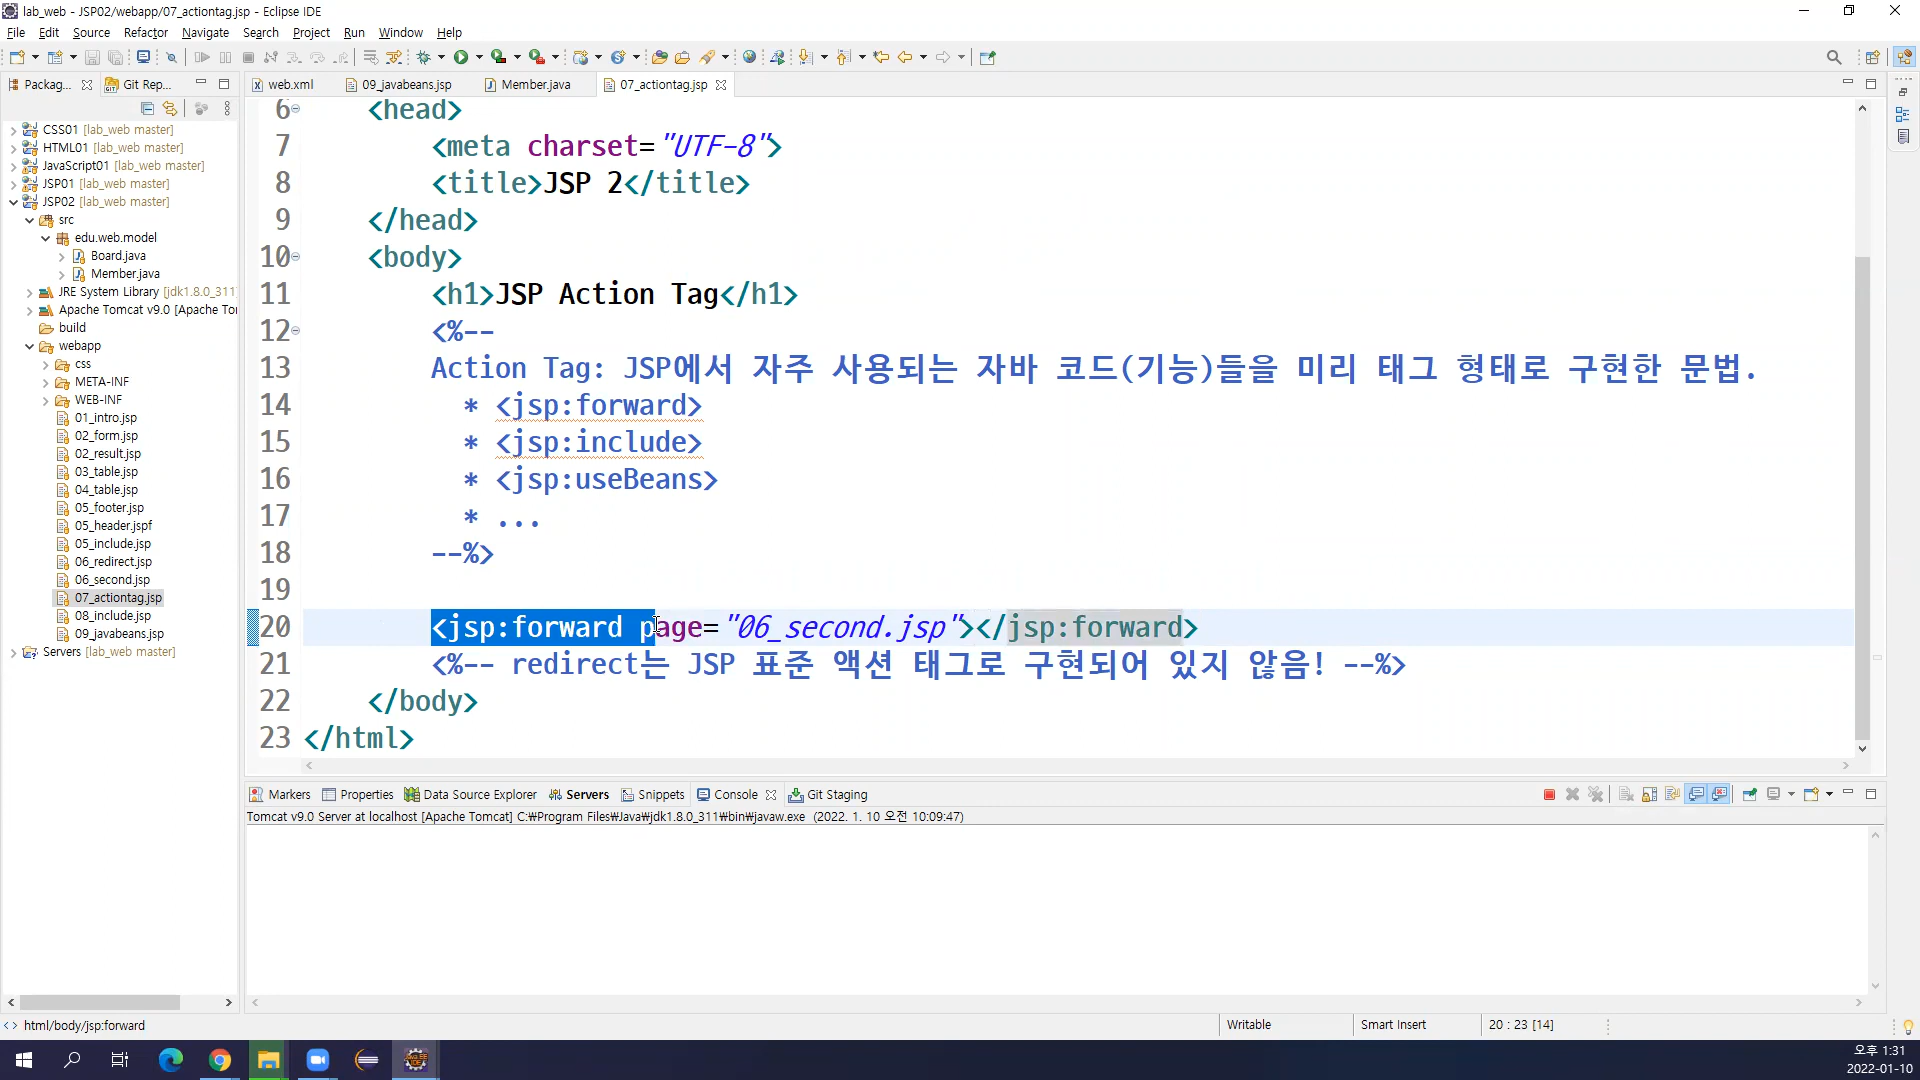 lab_web - JSP02/webapp/07_actiontag.jsp - Eclipse IDE
File Edit Source Refactor Navigate Search Project Run Window Help
Packag... Git Rep...
web.xml 09_javabeans.jsp Member.java 07_actiontag.jsp
CSS01 [lab_web master]
HTML01 [lab_web master]
JavaScript01 [lab_web master]
JSP01 [lab_web master]
JSP02 [lab_web master]
src
edu.web.model
Board.java
Member.java
JRE System Library [jdk1.8.0_311
Apache Tomcat v9.0 [Apache To
build
webapp
css
META-INF
WEB-INF
01_intro.jsp
02_form.jsp
02_result.jsp
03_table.jsp
04_table.jsp
05_footer.jsp
05_header.jspf
05_include.jsp
06_redirect.jsp
06_second.jsp
07_actiontag.jsp
08_include.jsp
09_javabeans.jsp
Servers [lab_web master]
6 <head>
7 <meta charset="UTF-8">
8 <title>JSP 2</title>
9 </head>
10 <body>
11 <h1>JSP Action Tag</h1>
12 <%--
13 Action Tag: JSP에서 자주 사용되는 자바 코드(기능)들을 미리 태그 형태로 구현한 문법.
14 * <jsp:forward>
15 * <jsp:include>
16 * <jsp:useBeans>
17 * ...
18 --%>
19
20 <jsp:forward page="06_second.jsp"></jsp:forward>
21 <%-- redirect는 JSP 표준 액션 태그로 구현되어 있지 않음! --%>
22 </body>
23 </html>
Markers Properties Data Source Explorer Servers Snippets Console Git Staging
Tomcat v9.0 Server at localhost [Apache Tomcat] C:₩Program Files₩Java₩jdk1.8.0_311₩bin₩javaw.exe (2022. 1. 10 오전 10:09:47)
html/body/jsp:forward Writable Smart Insert 20 : 23 [14]
오후 1:31
2022-01-10